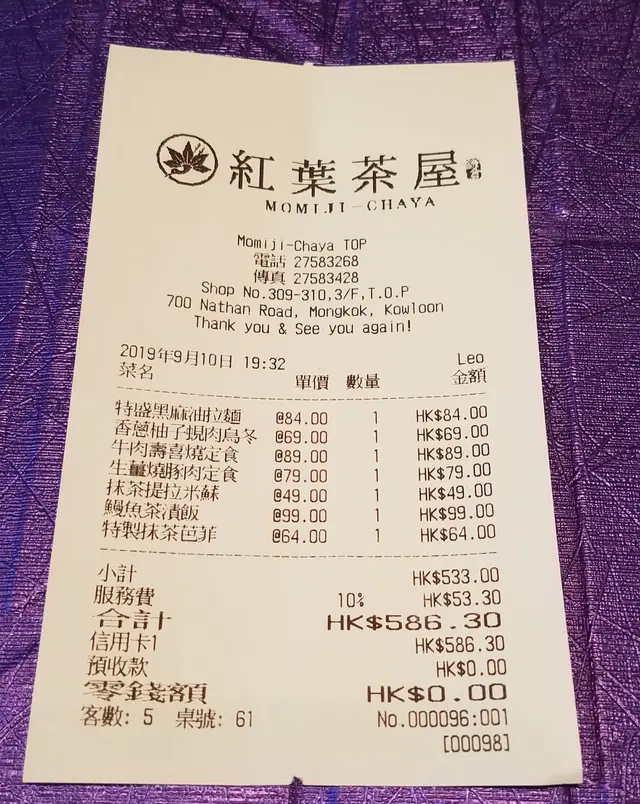 紅葉茶屋
MOMIJI-CHAYA
Momiji-Chaya TOP
電話 27583268
傳真 27583428
Shop No.309-310,3/F,T.O.P
700 Nathan Road, Mongkok, Kowloon
Thank you & See you again!
2019年9月10日 19:32 Leo
菜名 單價 數量 金額
特盛黑麻油拉麵 @84.00 1 HK$84.00
香蔥柚子蜆肉烏冬 @69.00 1 HK$69.00
牛肉壽喜燒定食 @89.00 1 HK$89.00
生薑燒豚肉定食 @79.00 1 HK$79.00
抹茶提拉米蘇 @49.00 1 HK$49.00
鰻魚茶漬飯 @99.00 1 HK$99.00
特製抹茶芭菲 @64.00 1 HK$64.00
小計 HK$533.00
服務費 10% HK$53.30
合計 HK$586.30
信用卡1 HK$586.30
預收款 HK$0.00
零錢額 HK$0.00
客數: 5 桌號: 61 No.000096:001
[00098]